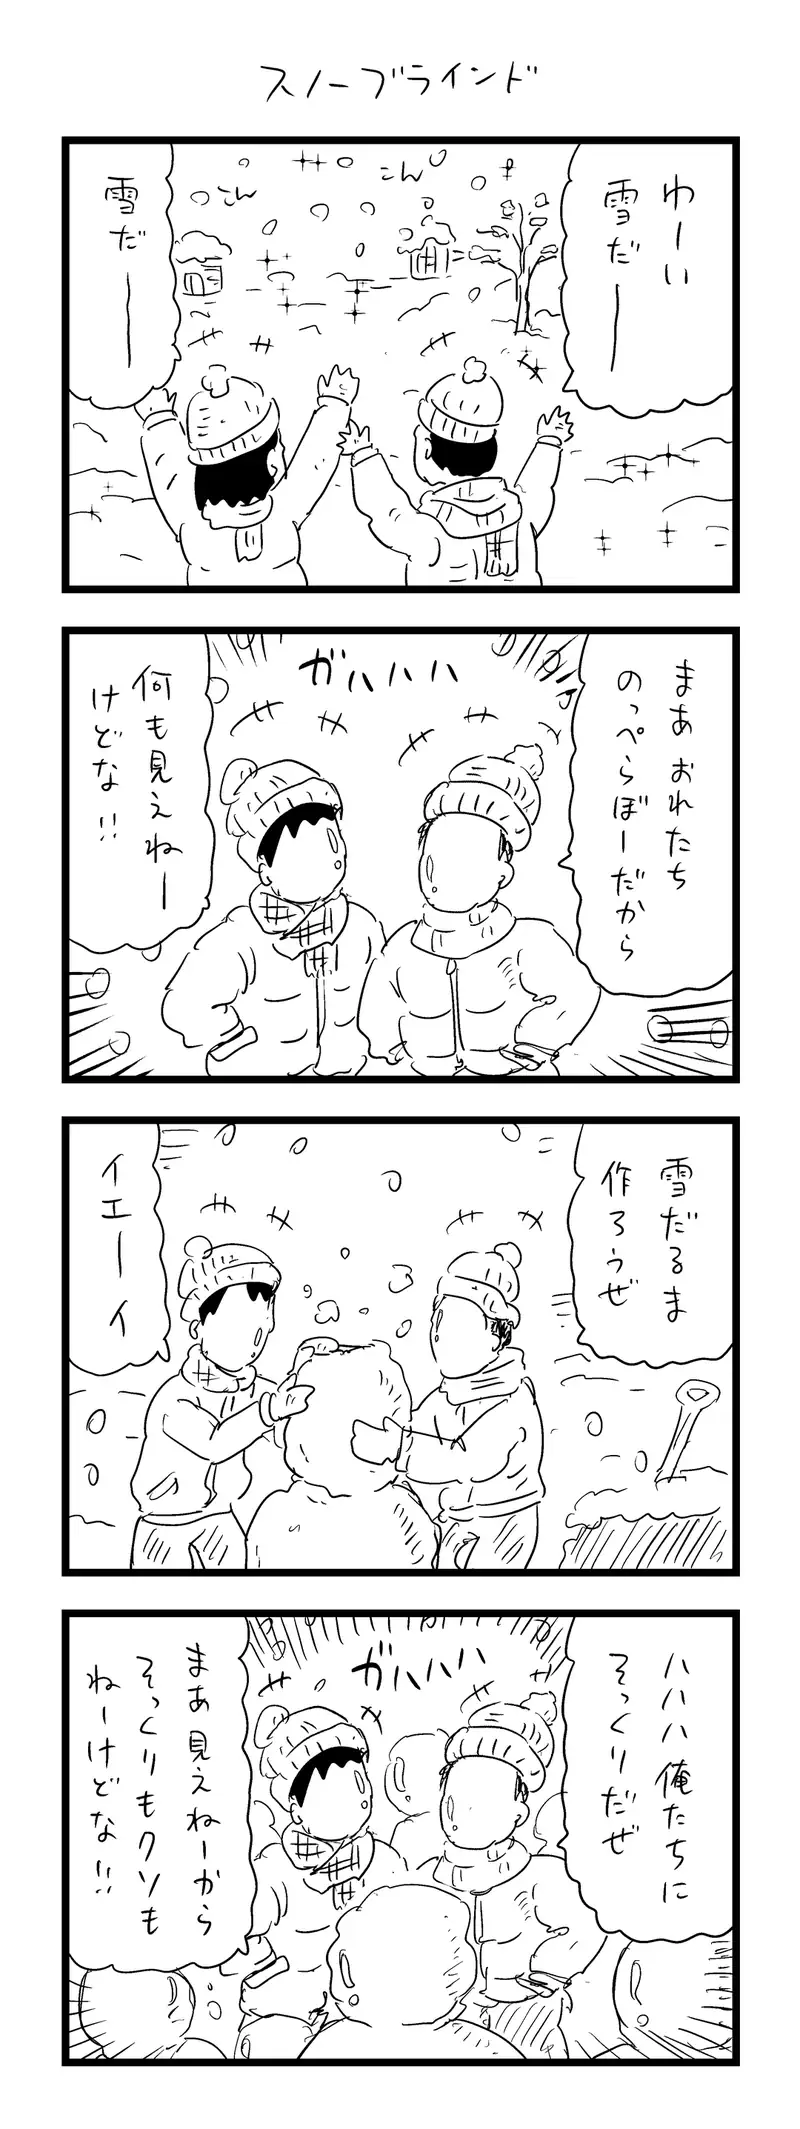 スノーブラインド
わーい
雪だー
雪だー
こん
こん
まあおれたち
のっぺらぼーだから
何も見えねー
けどな!!
ガハハハ
雪だるま
作ろうぜ
イエーイ
ハハハ俺たちに
そっくりだぜ
ガハハハ
まあ見えねーから
そっくりもクソも
ねーけどな!!